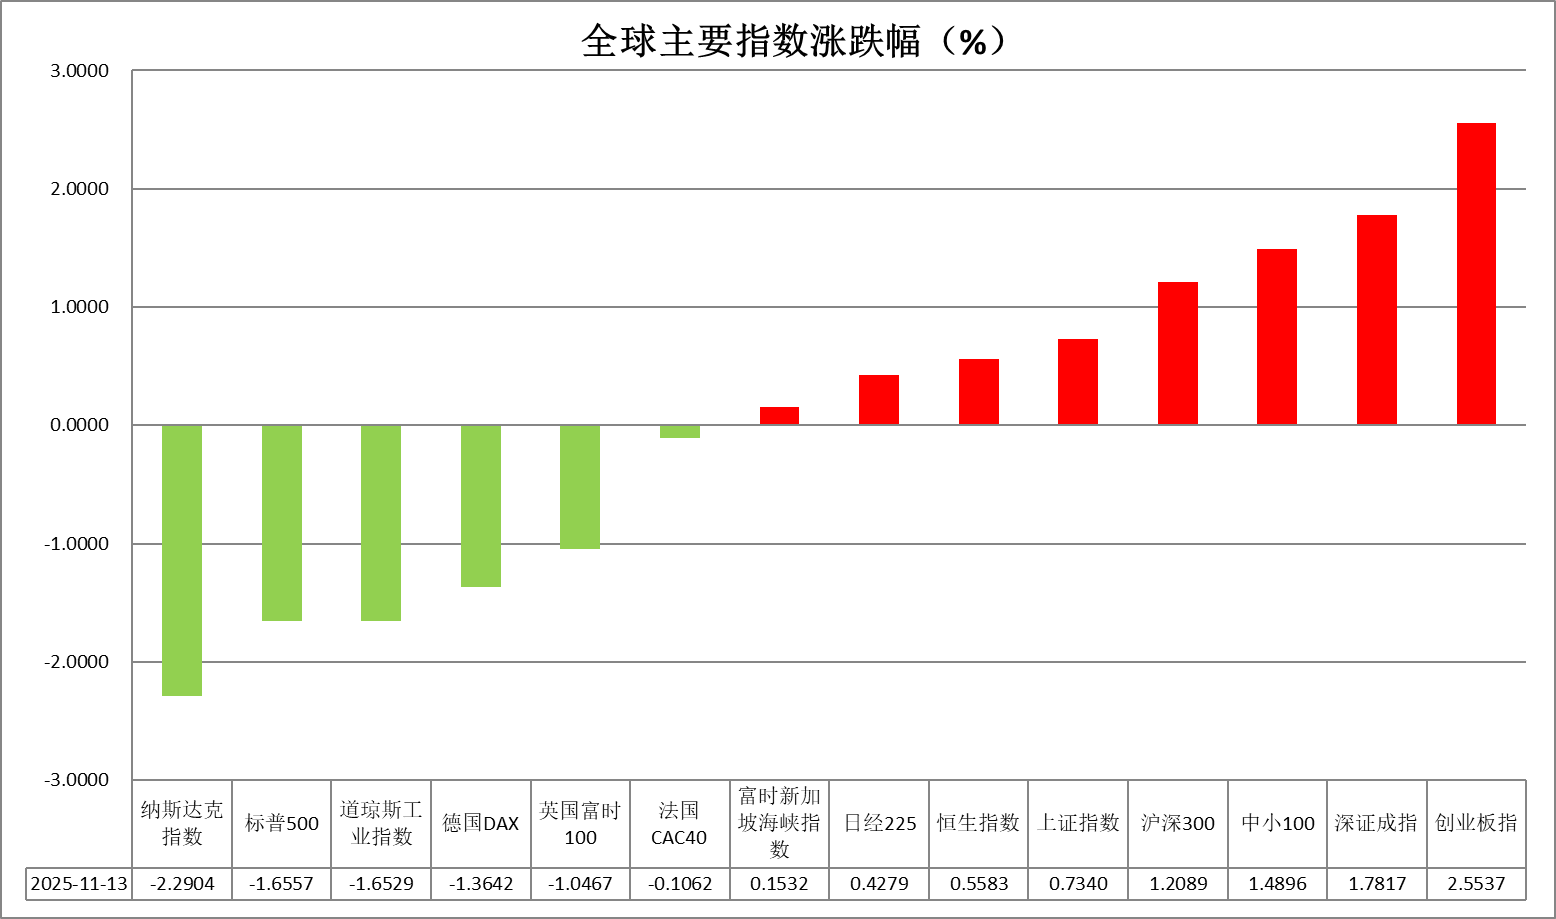 全球主要指数涨跌幅（%）
3.0000
2.0000
1.0000
0.0000
-1.0000
-2.0000
-3.0000
纳斯达克
指数
标普500
道琼斯工
业指数
德国DAX
英国富时
100
法国
CAC40
富时新加
坡海峡指
数
日经225
恒生指数
上证指数
沪深300
中小100
深证成指
创业板指
2025-11-13 -2.2904 -1.6557 -1.6529 -1.3642 -1.0467 -0.1062 0.1532 0.4279 0.5583 0.7340 1.2089 1.4896 1.7817 2.5537